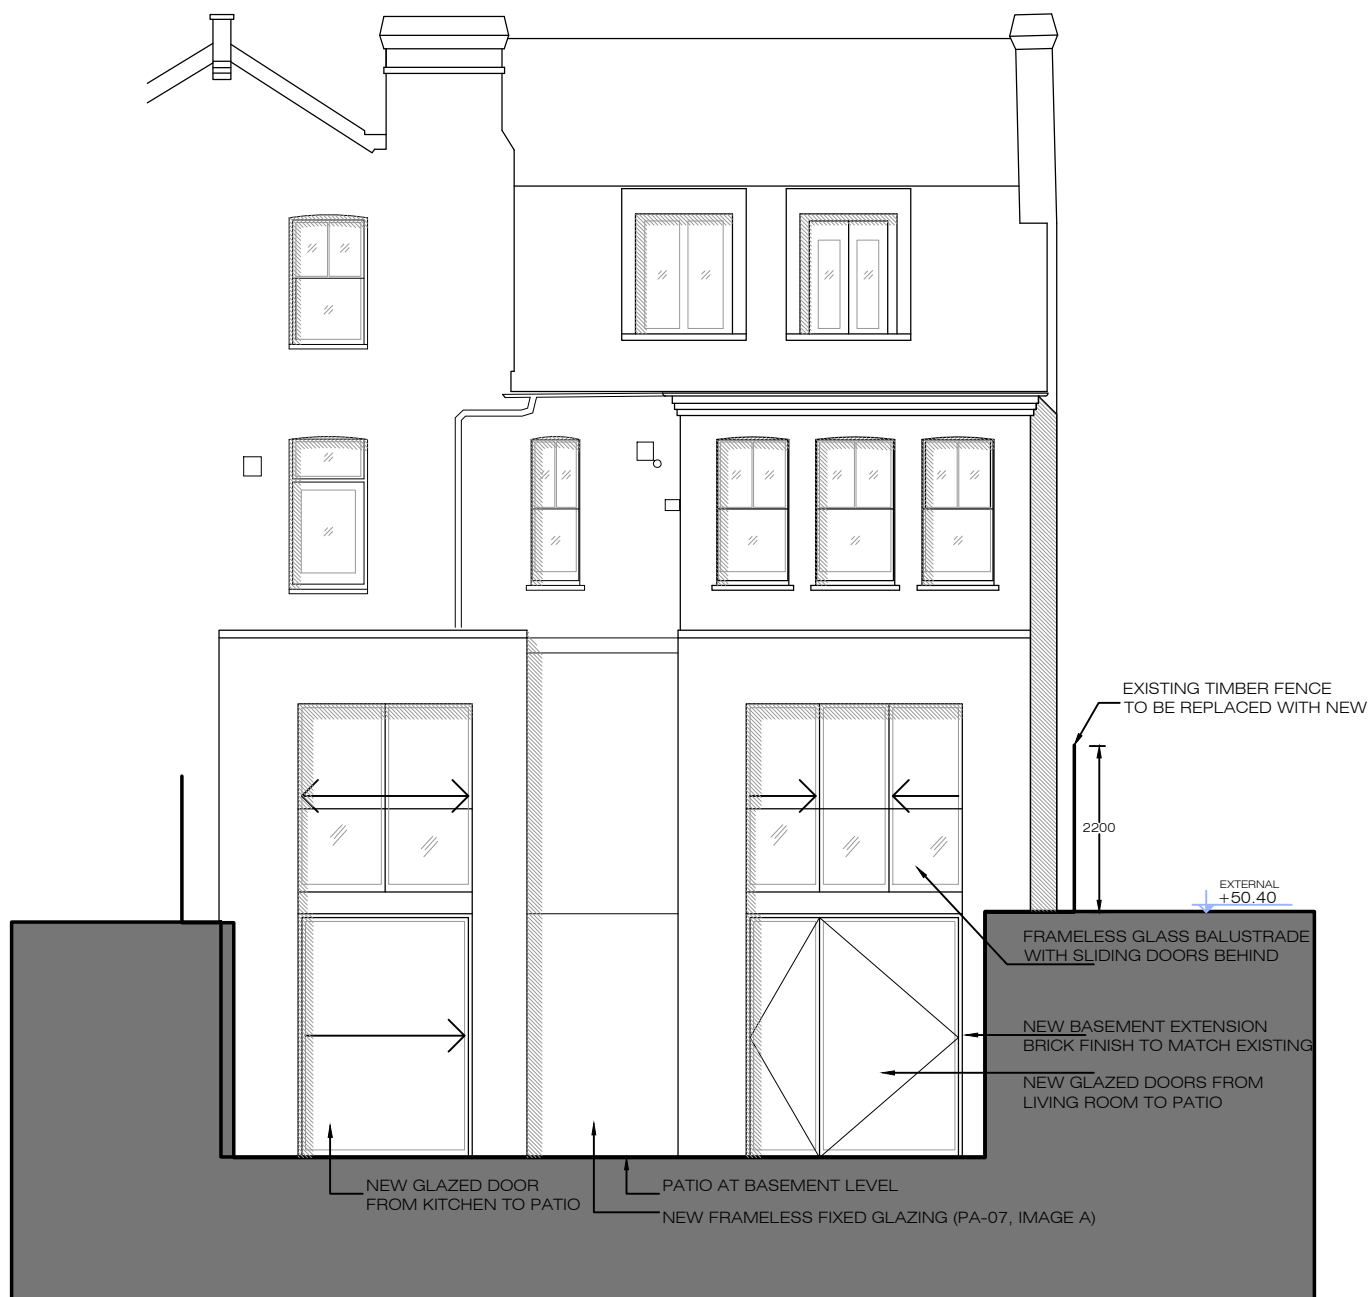 EXISTING TIMBER FENCE
TO BE REPLACED WITH NEW
2200
EXTERNAL
+50.40
FRAMELESS GLASS BALUSTRADE
WITH SLIDING DOORS BEHIND
NEW BASEMENT EXTENSION
BRICK FINISH TO MATCH EXISTING
NEW GLAZED DOORS FROM
LIVING ROOM TO PATIO
NEW GLAZED DOOR
FROM KITCHEN TO PATIO
PATIO AT BASEMENT LEVEL
NEW FRAMELESS FIXED GLAZING (PA-07, IMAGE A)